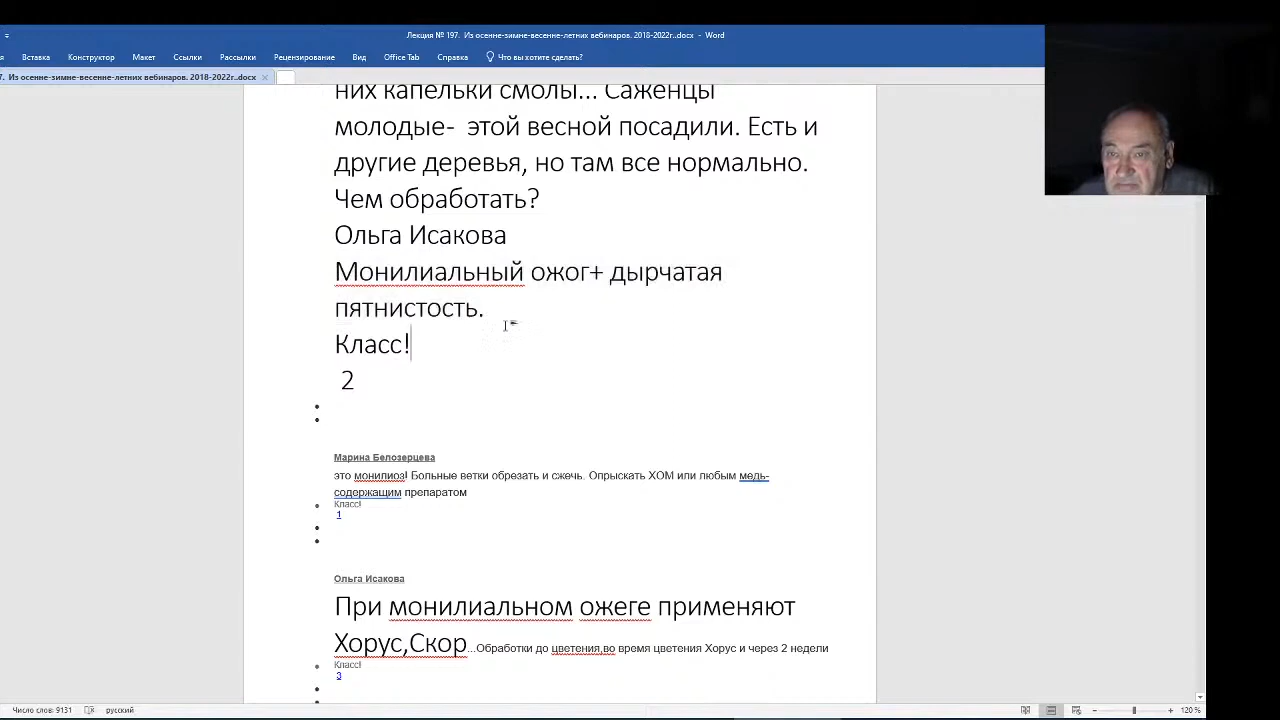 Лекция № 197. Из осенне-зимне-весенне-летних вебинаров. 2018-2022г..docx - Word
Вставка Конструктор Макет Ссылки Рассылки Рецензирование Вид Office Tab Справка Что вы хотите сделать?
7. Из осенне-зимне-весенне-летних вебинаров. 2018-2022г..docx
них капельки смолы... Саженцы
молодые- этой весной посадили. Есть и
другие деревья, но там все нормально.
Чем обработать?
Ольга Исакова
Монилиальный ожог+ дырчатая
пятнистость.
Класс!
2
Марина Белозерцева
это монилиоз! Больные ветки обрезать и сжечь. Опрыскать ХОМ или любым медь-
содержащим препаратом
Класс!
1
Ольга Исакова
При монилиальном ожеге применяют
Хорус,Скор...Обработки до цветения,во время цветения Хорус и через 2 недели
Класс!
3
Число слов: 9131 русский 120 %